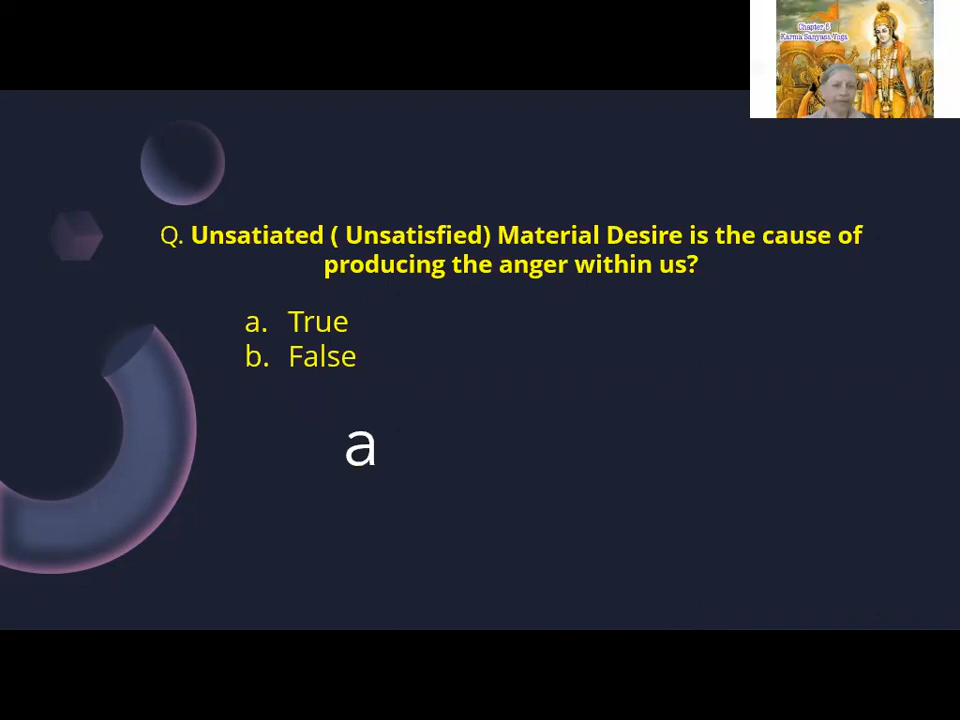 Chapter 5
Karma Sanyasa Yoga
Q. Unsatiated ( Unsatisfied) Material Desire is the cause of
producing the anger within us?
a. True
b. False
a